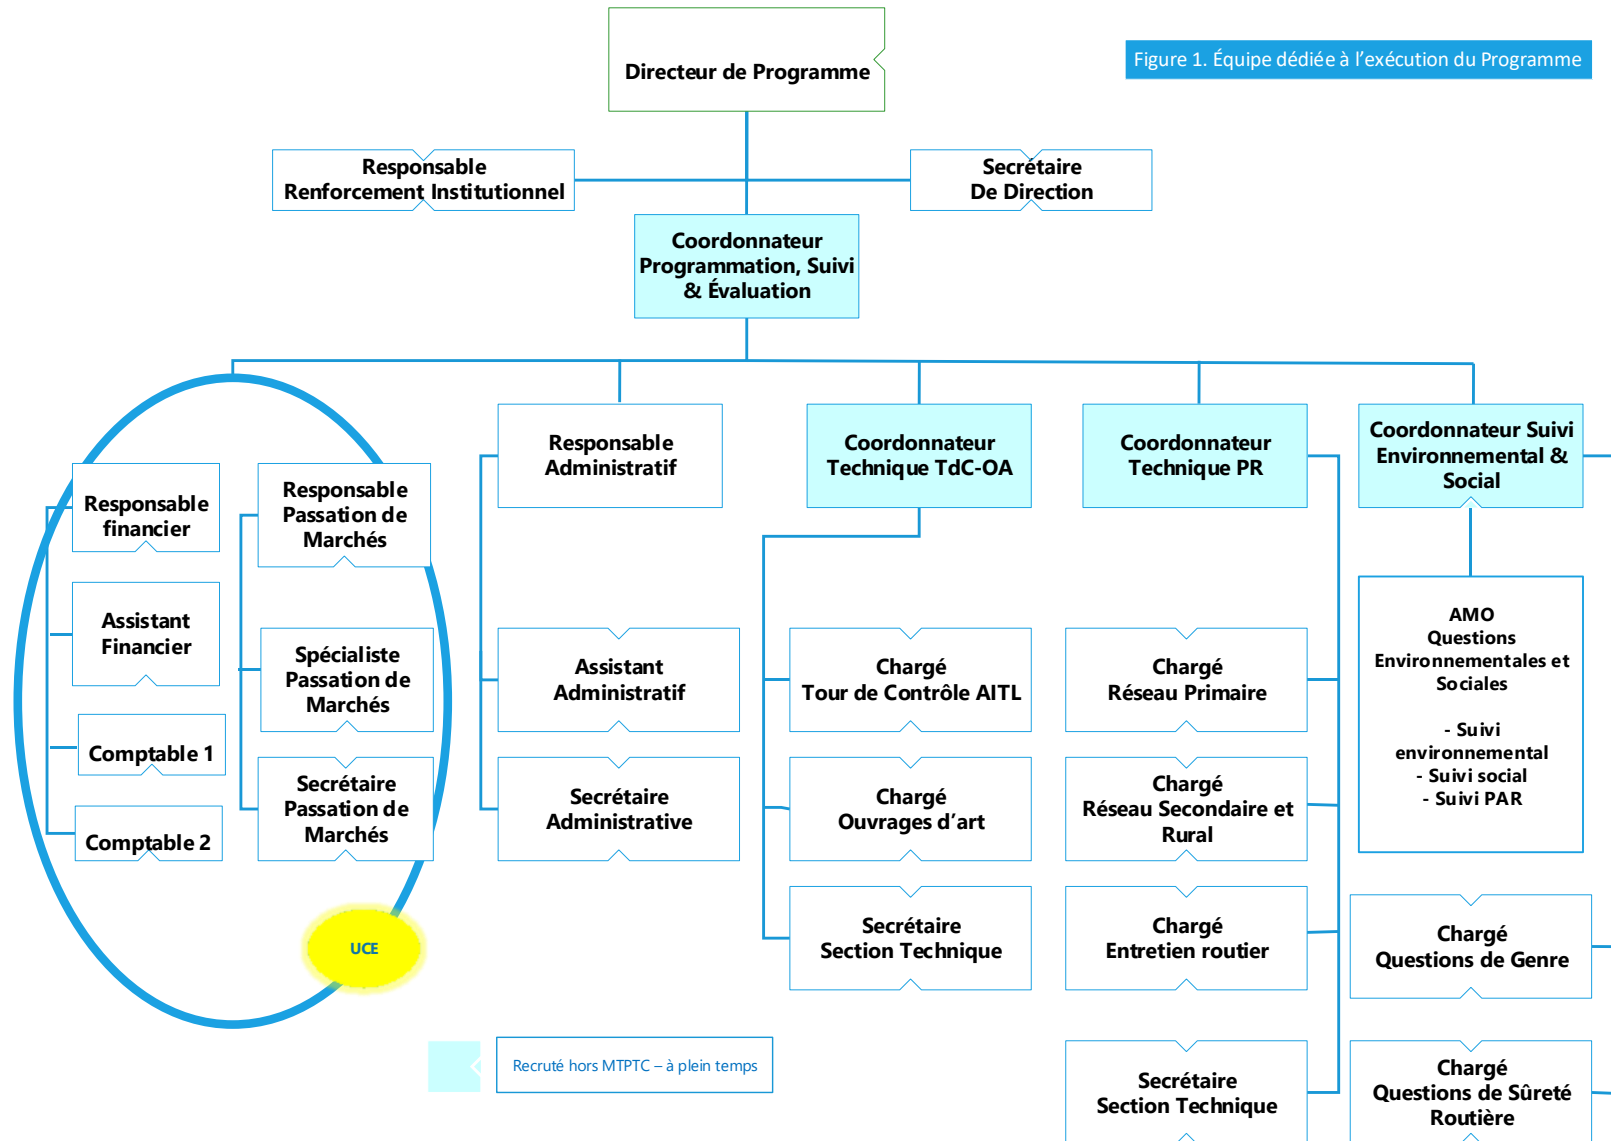 Figure 1. Équipe dédiée à l'exécution du Programme
Directeur de Programme
Responsable
Renforcement Institutionnel
Secrétaire
De Direction
Coordonnateur
Programmation, Suivi
& Évaluation
Responsable
financier
Assistant
Financier
Comptable 1
Comptable 2
Responsable
Passation de
Marchés
Spécialiste
Passation de
Marchés
Secrétaire
Passation de
Marchés
UCE
Responsable
Administratif
Assistant
Administratif
Secrétaire
Administrative
Coordonnateur
Technique TdC-OA
Chargé
Tour de Contrôle AITL
Chargé
Ouvrages d'art
Secrétaire
Section Technique
Coordonnateur
Technique PR
Chargé
Réseau Primaire
Chargé
Réseau Secondaire et
Rural
Chargé
Entretien routier
Secrétaire
Section Technique
Coordonnateur Suivi
Environnemental &
Social
AMO
Questions
Environnementales et
Sociales
- Suivi
environnemental
- Suivi social
- Suivi PAR
Chargé
Questions de Genre
Chargé
Questions de Sûreté
Routière
Recruté hors MTPTC – à plein temps